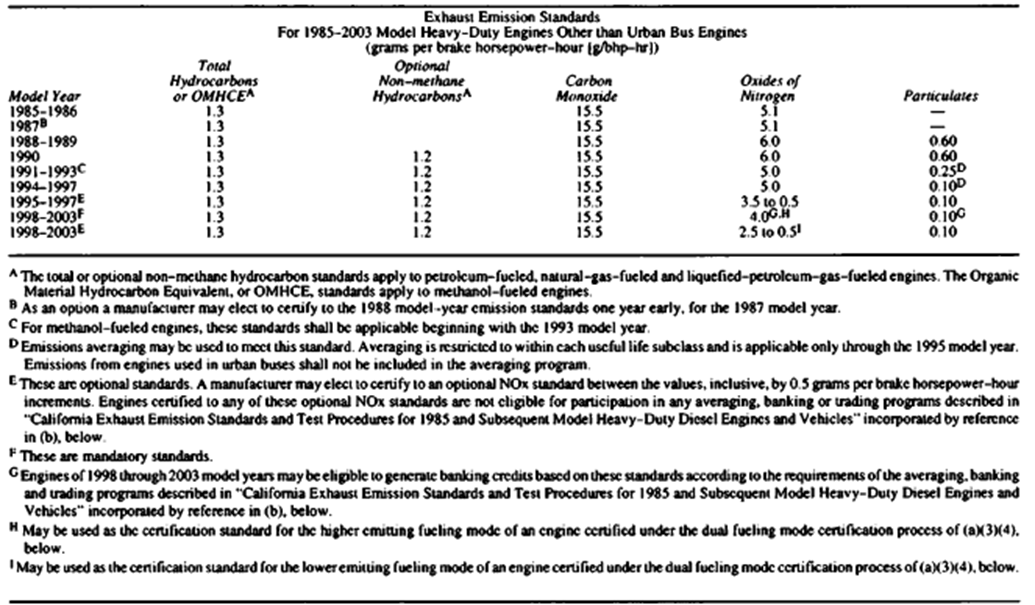 Exhaust Emission Standards
For 1985-2003 Model Heavy-Duty Engines Other than Urban Bus Engines
(grams per brake horsepower-hour [g/bhp-hr])
Total Optional
Hydrocarbons Non-methane Carbon Oxides of
Model Year or OMHCE^A Hydrocarbons^A Monoxide Nitrogen Particulates
1985-1986 1.3 15.5 5.1 —
1987^B 1.3 15.5 5.1 —
1988-1989 1.3 15.5 6.0 0.60
1990 1.3 1.2 15.5 6.0 0.60
1991-1993^C 1.3 1.2 15.5 5.0 0.25^D
1994-1997 1.3 1.2 15.5 5.0 0.10^D
1995-1997^E 1.3 1.2 15.5 3.5 to 0.5 0.10
1998-2003^F 1.3 1.2 15.5 4.0^G,H 0.10^G
1998-2003^E 1.3 1.2 15.5 2.5 to 0.5^I 0.10
^A The total or optional non-methane hydrocarbon standards apply to petroleum-fueled, natural-gas-fueled and liquefied-petroleum-gas-fueled engines. The Organic
Material Hydrocarbon Equivalent, or OMHCE, standards apply to methanol-fueled engines.
^B As an option a manufacturer may elect to certify to the 1988 model-year emission standards one year early, for the 1987 model year.
^C For methanol-fueled engines, these standards shall be applicable beginning with the 1993 model year.
^D Emissions averaging may be used to meet this standard. Averaging is restricted to within each useful life subclass and is applicable only through the 1995 model year.
Emissions from engines used in urban buses shall not be included in the averaging program.
^E These are optional standards. A manufacturer may elect to certify to an optional NOx standard between the values, inclusive, by 0.5 grams per brake horsepower-hour
increments. Engines certified to any of these optional NOx standards are not eligible for participation in any averaging, banking or trading programs described in
"California Exhaust Emission Standards and Test Procedures for 1985 and Subsequent Model Heavy-Duty Diesel Engines and Vehicles" incorporated by reference
in (b), below.
^F These are mandatory standards.
^G Engines of 1998 through 2003 model years may be eligible to generate banking credits based on these standards according to the requirements of the averaging, banking
and trading programs described in "California Exhaust Emission Standards and Test Procedures for 1985 and Subsequent Model Heavy-Duty Diesel Engines and
Vehicles" incorporated by reference in (b), below.
^H May be used as the certification standard for the higher emitting fueling mode of an engine certified under the dual fueling mode certification process of (a)(3)(4),
below.
^I May be used as the certification standard for the lower emitting fueling mode of an engine certified under the dual fueling mode certification process of (a)(3)(4), below.